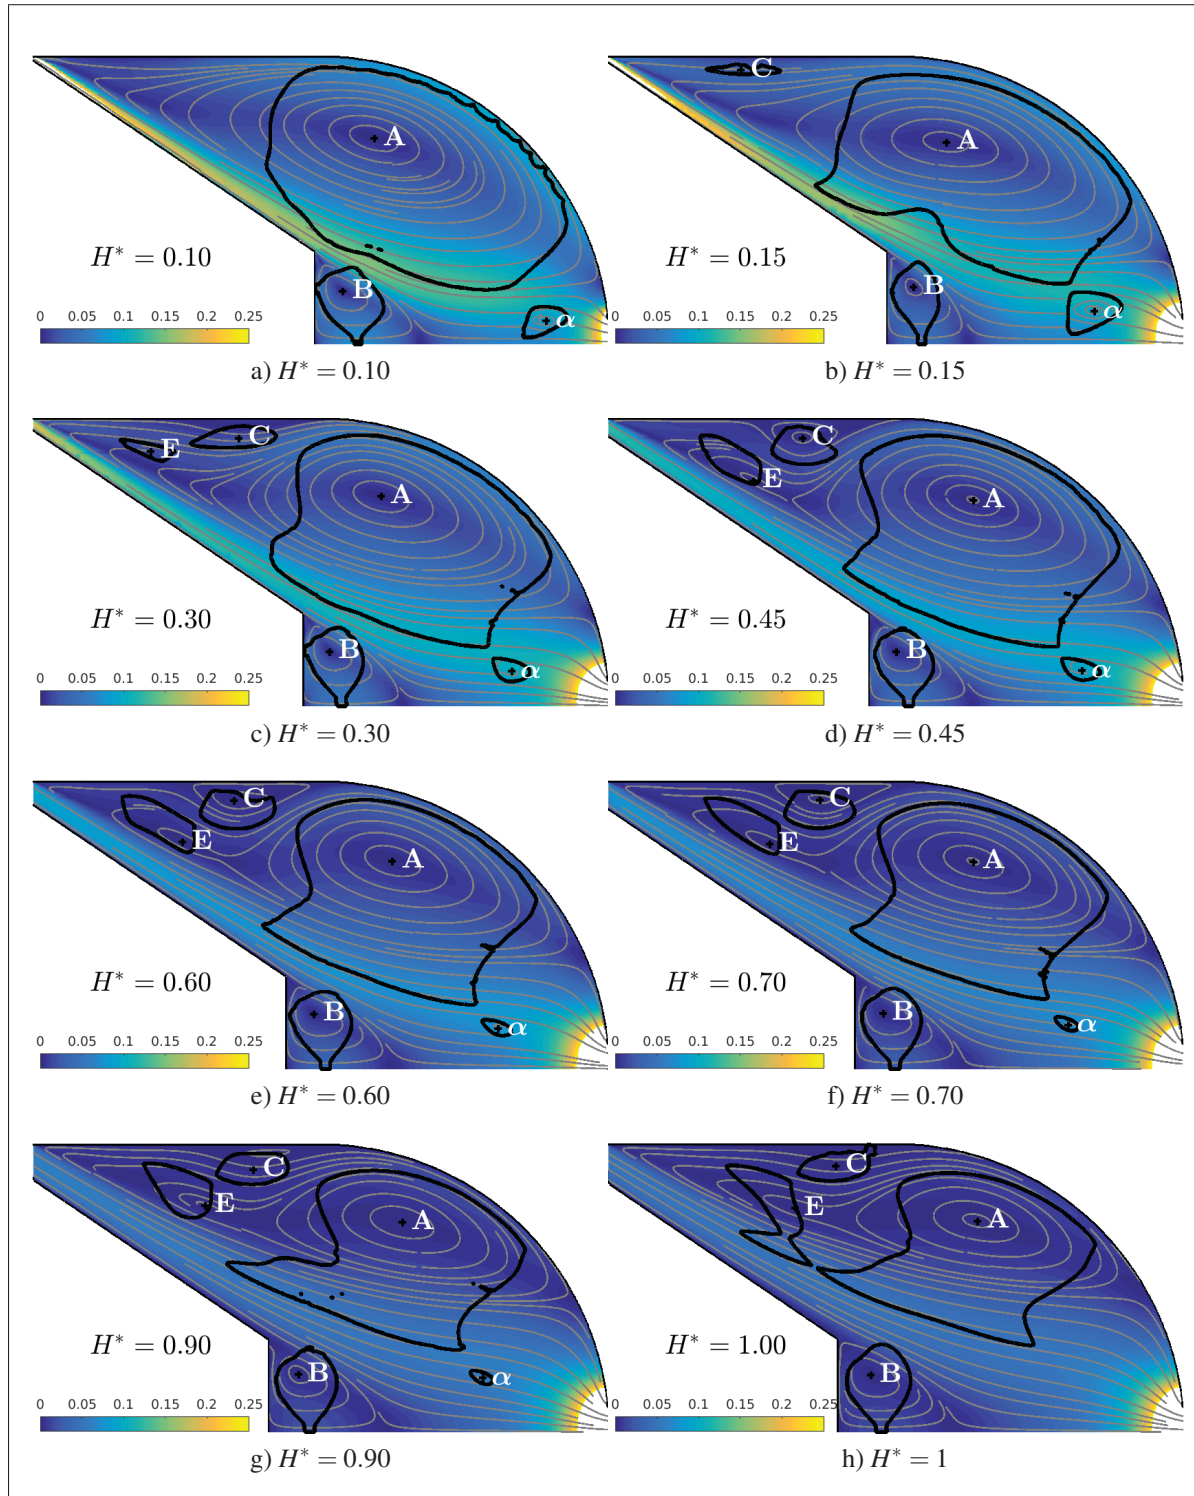 C
A
A
H* = 0.10
H* = 0.15
B
B
α
α
0 0.05 0.1 0.15 0.2 0.25
0 0.05 0.1 0.15 0.2 0.25
a) H* = 0.10
b) H* = 0.15
E C
C
E
A
A
H* = 0.30
H* = 0.45
B
B
α
α
0 0.05 0.1 0.15 0.2 0.25
0 0.05 0.1 0.15 0.2 0.25
c) H* = 0.30
d) H* = 0.45
C
C
E
E
A
A
H* = 0.60
H* = 0.70
B
B
α
α
0 0.05 0.1 0.15 0.2 0.25
0 0.05 0.1 0.15 0.2 0.25
e) H* = 0.60
f) H* = 0.70
C
C
E
E
A
A
H* = 0.90
H* = 1.00
B
B
α
0 0.05 0.1 0.15 0.2 0.25
0 0.05 0.1 0.15 0.2 0.25
g) H* = 0.90
h) H* = 1